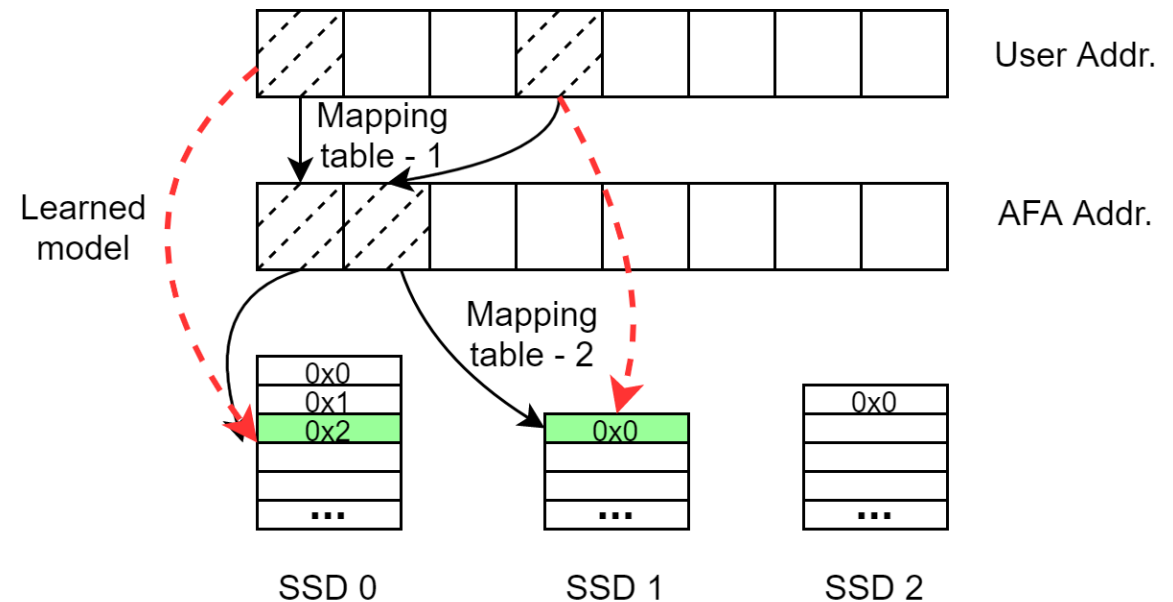 User Addr.
Mapping
table - 1
Learned
model
AFA Addr.
Mapping
table - 2
0x0
0x1
0x2
...
0x0
...
0x0
...
SSD 0
SSD 1
SSD 2